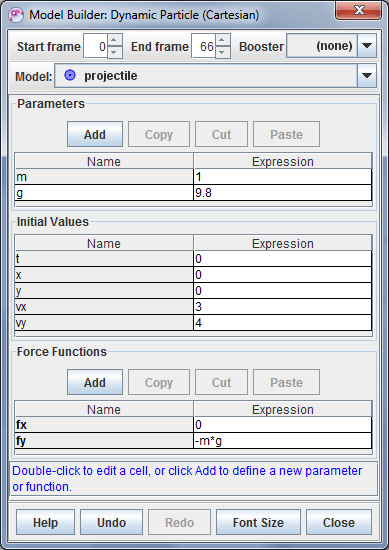 Model Builder: Dynamic Particle (Cartesian)
Start frame 0 End frame 66 Booster (none)
Model: projectile
Parameters
Add Copy Cut Paste
Name Expression
m 1
g 9.8
Initial Values
Name Expression
t 0
x 0
y 0
vx 3
vy 4
Force Functions
Add Copy Cut Paste
Name Expression
fx 0
fy -m*g
Double-click to edit a cell, or click Add to define a new parameter
or function.
Help Undo Redo Font Size Close